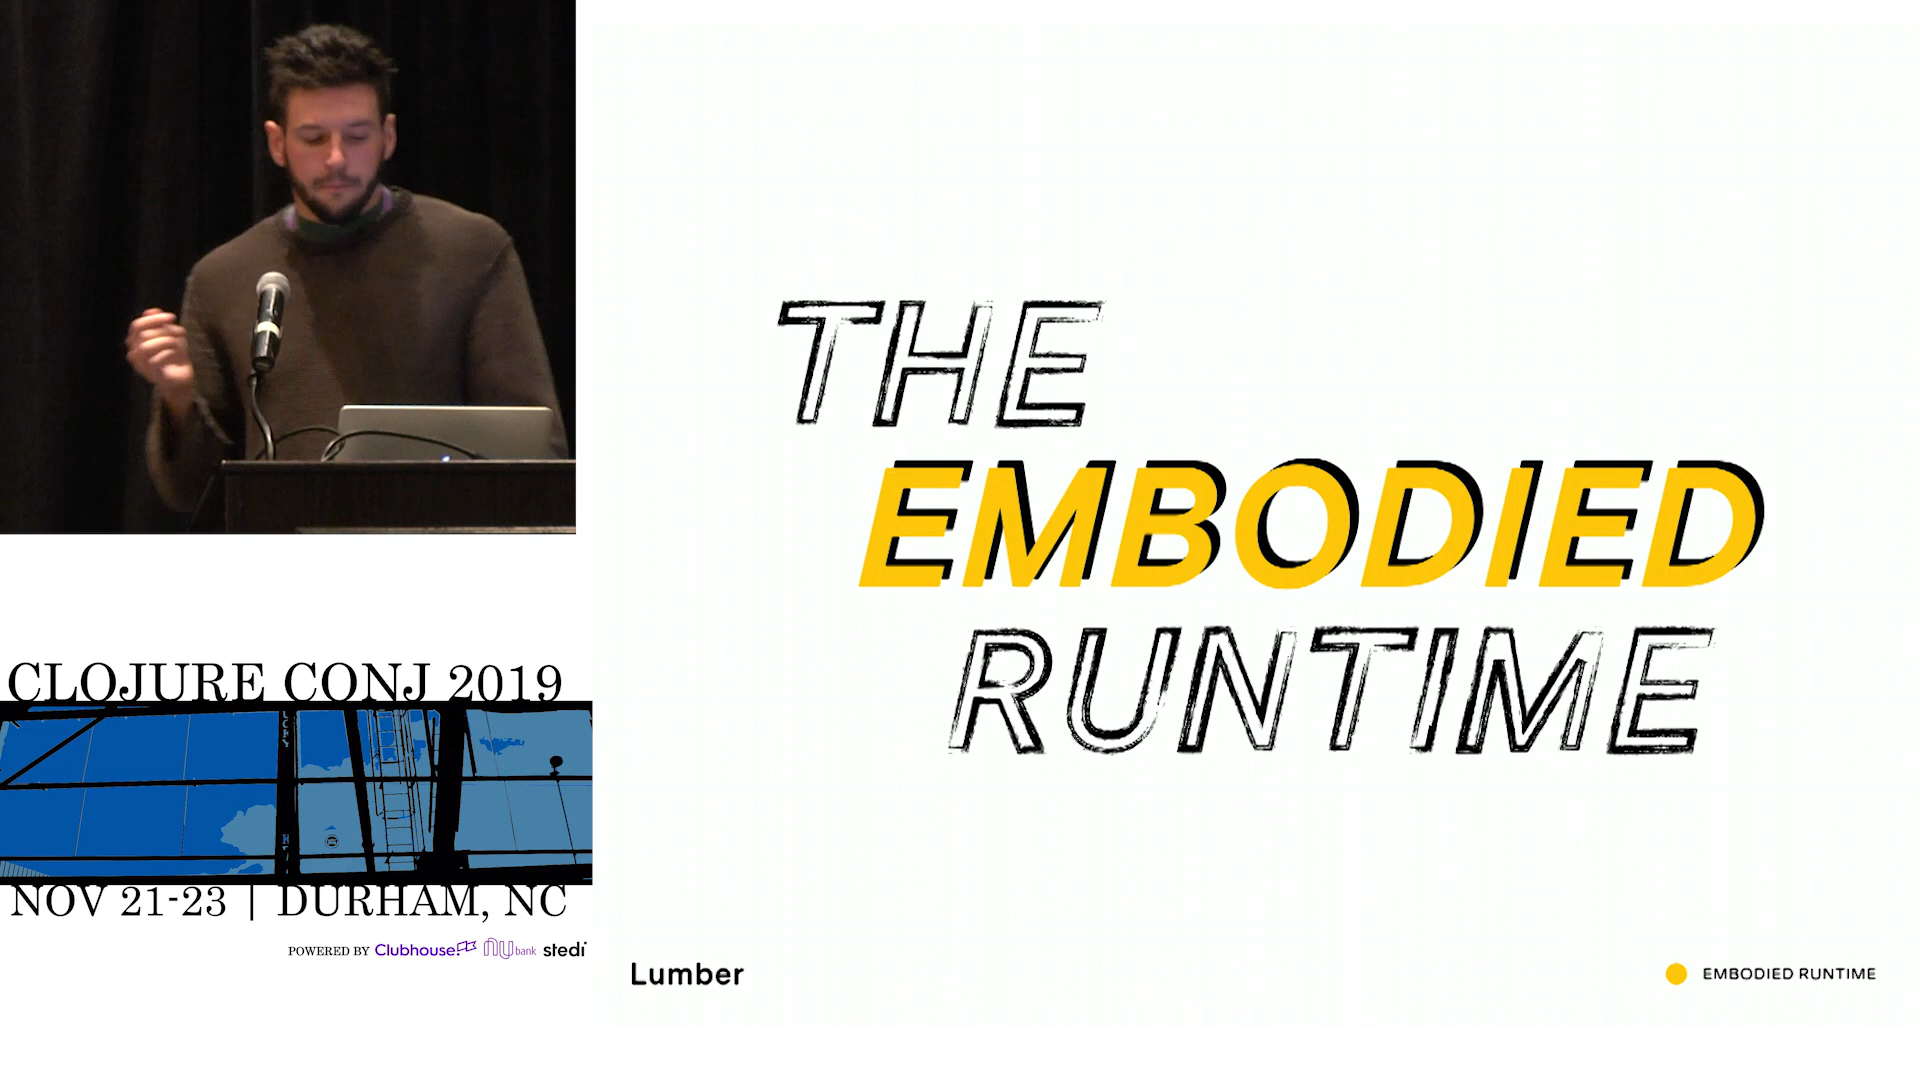 THE
EMBODIED
RUNTIME
CLOJURE CONJ 2019
NOV 21-23 | DURHAM, NC
POWERED BY Clubhouse nu bank stedi
Lumber
EMBODIED RUNTIME